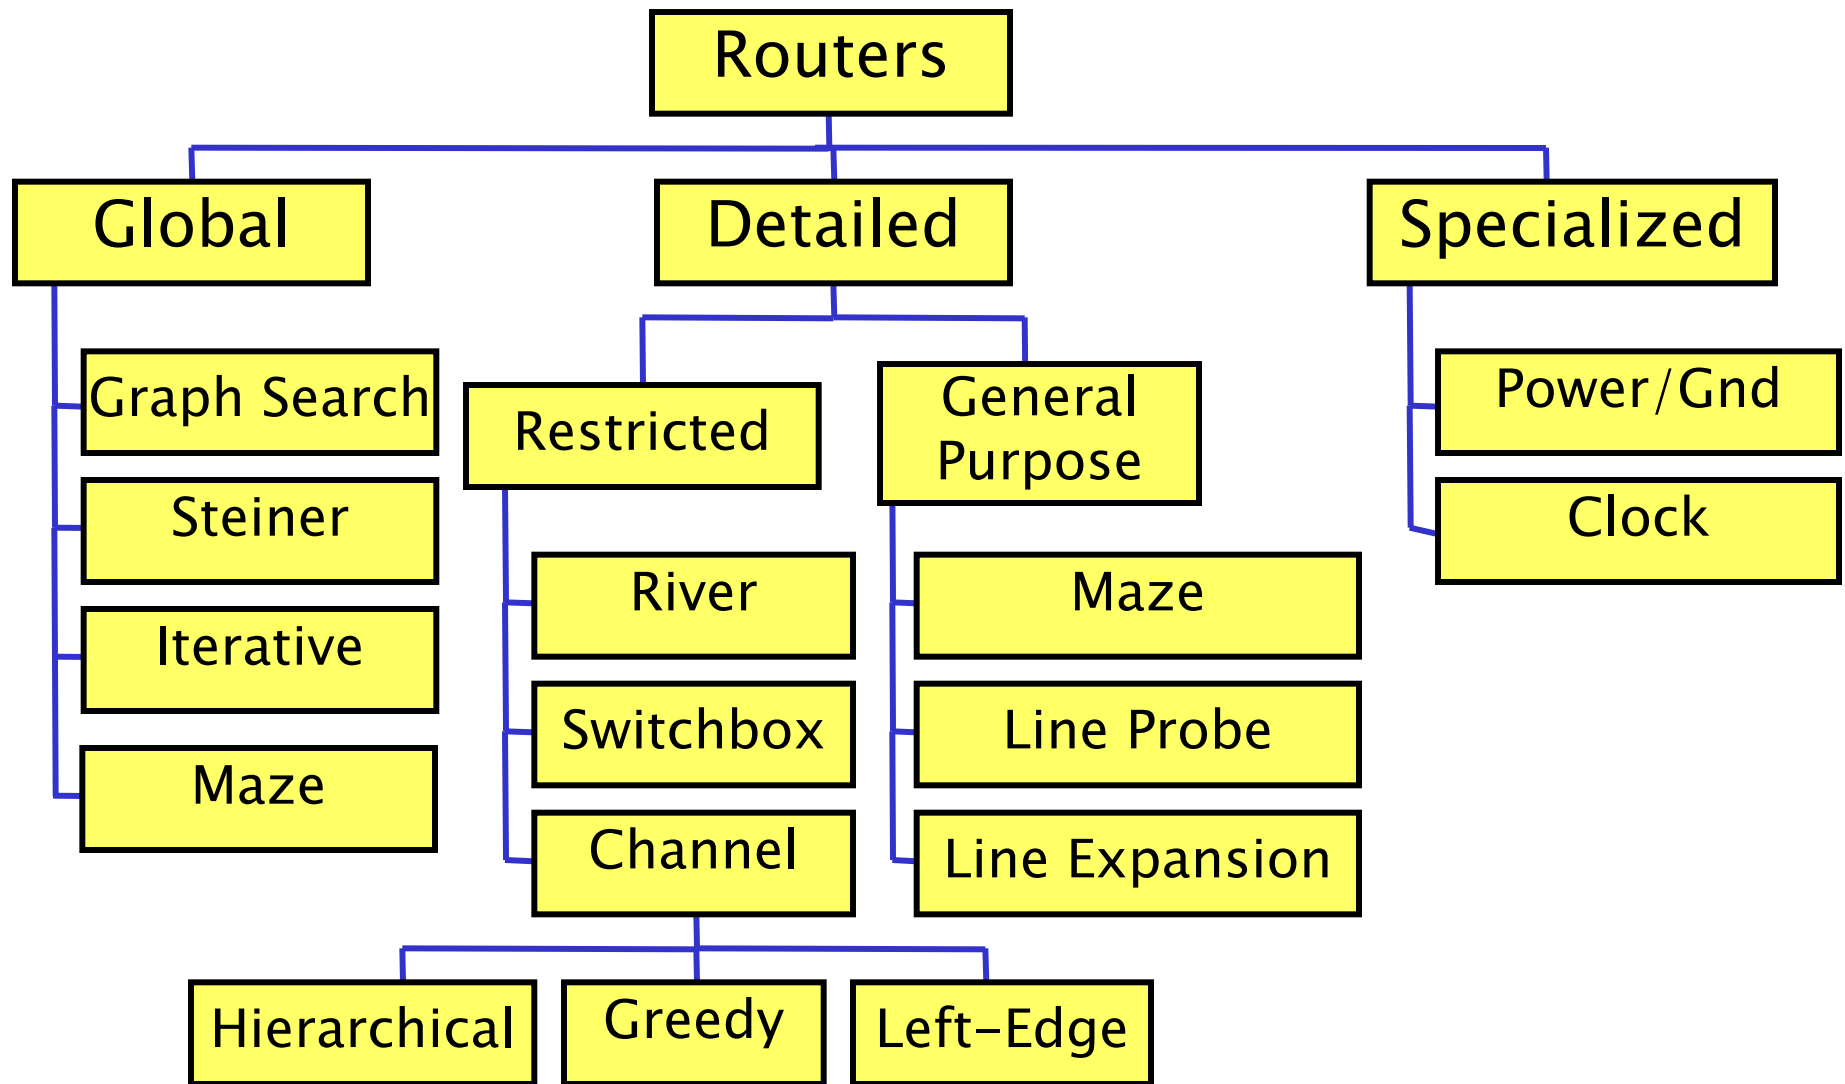 Routers
Global
Detailed
Specialized
Graph Search
Steiner
Iterative
Maze
Restricted
General
Purpose
River
Switchbox
Channel
Maze
Line Probe
Line Expansion
Power/Gnd
Clock
Hierarchical
Greedy
Left-Edge